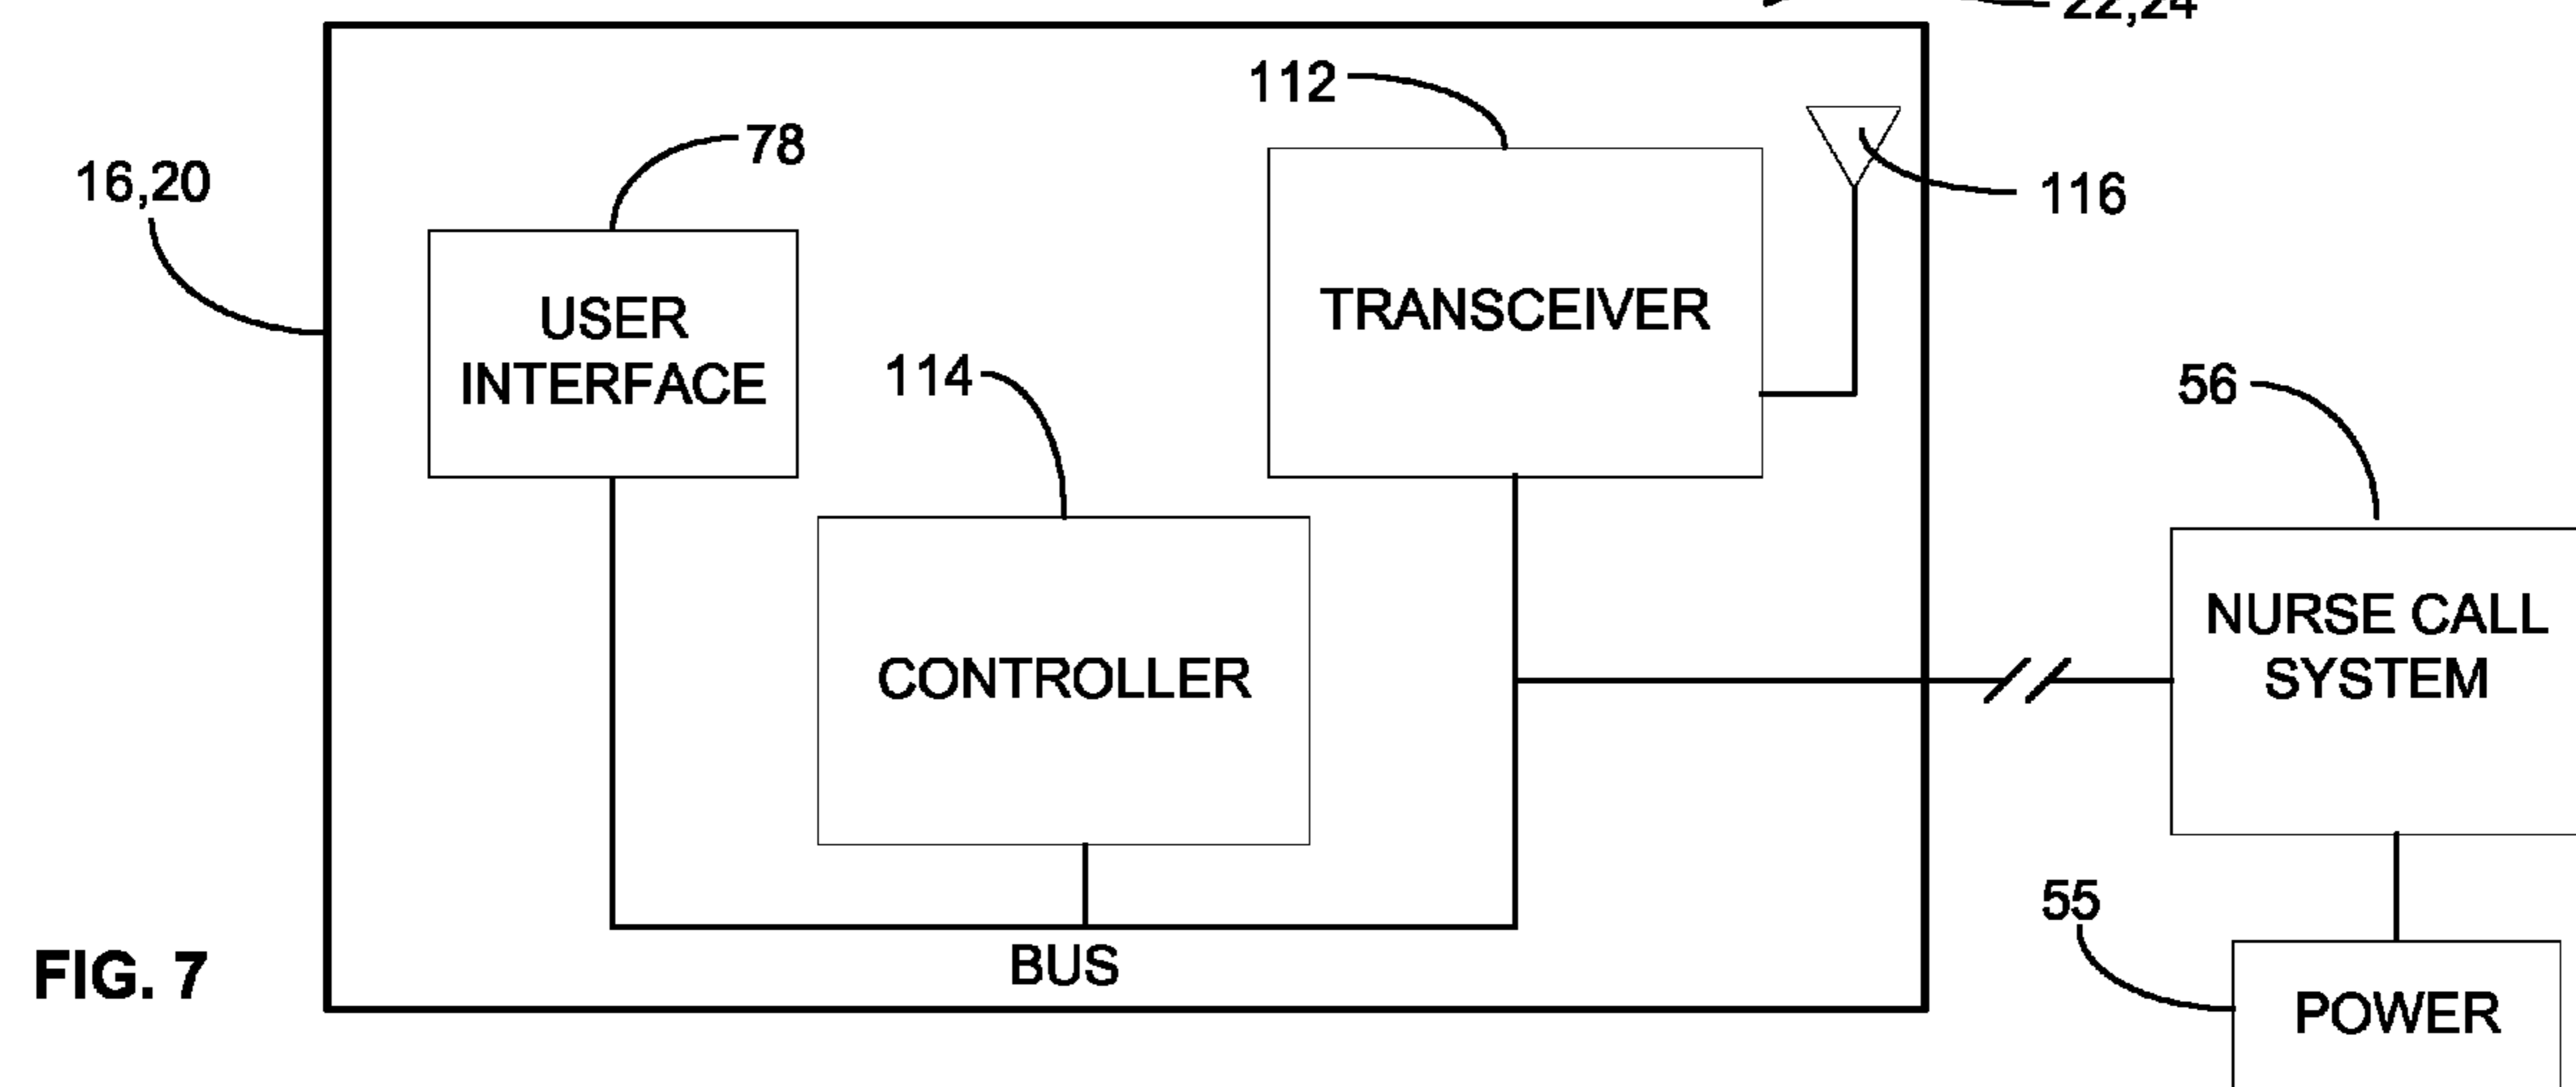 22,24
112
78
16,20
116
USER
INTERFACE
TRANSCEIVER
114
56
CONTROLLER
NURSE CALL
SYSTEM
55
BUS
FIG. 7
POWER